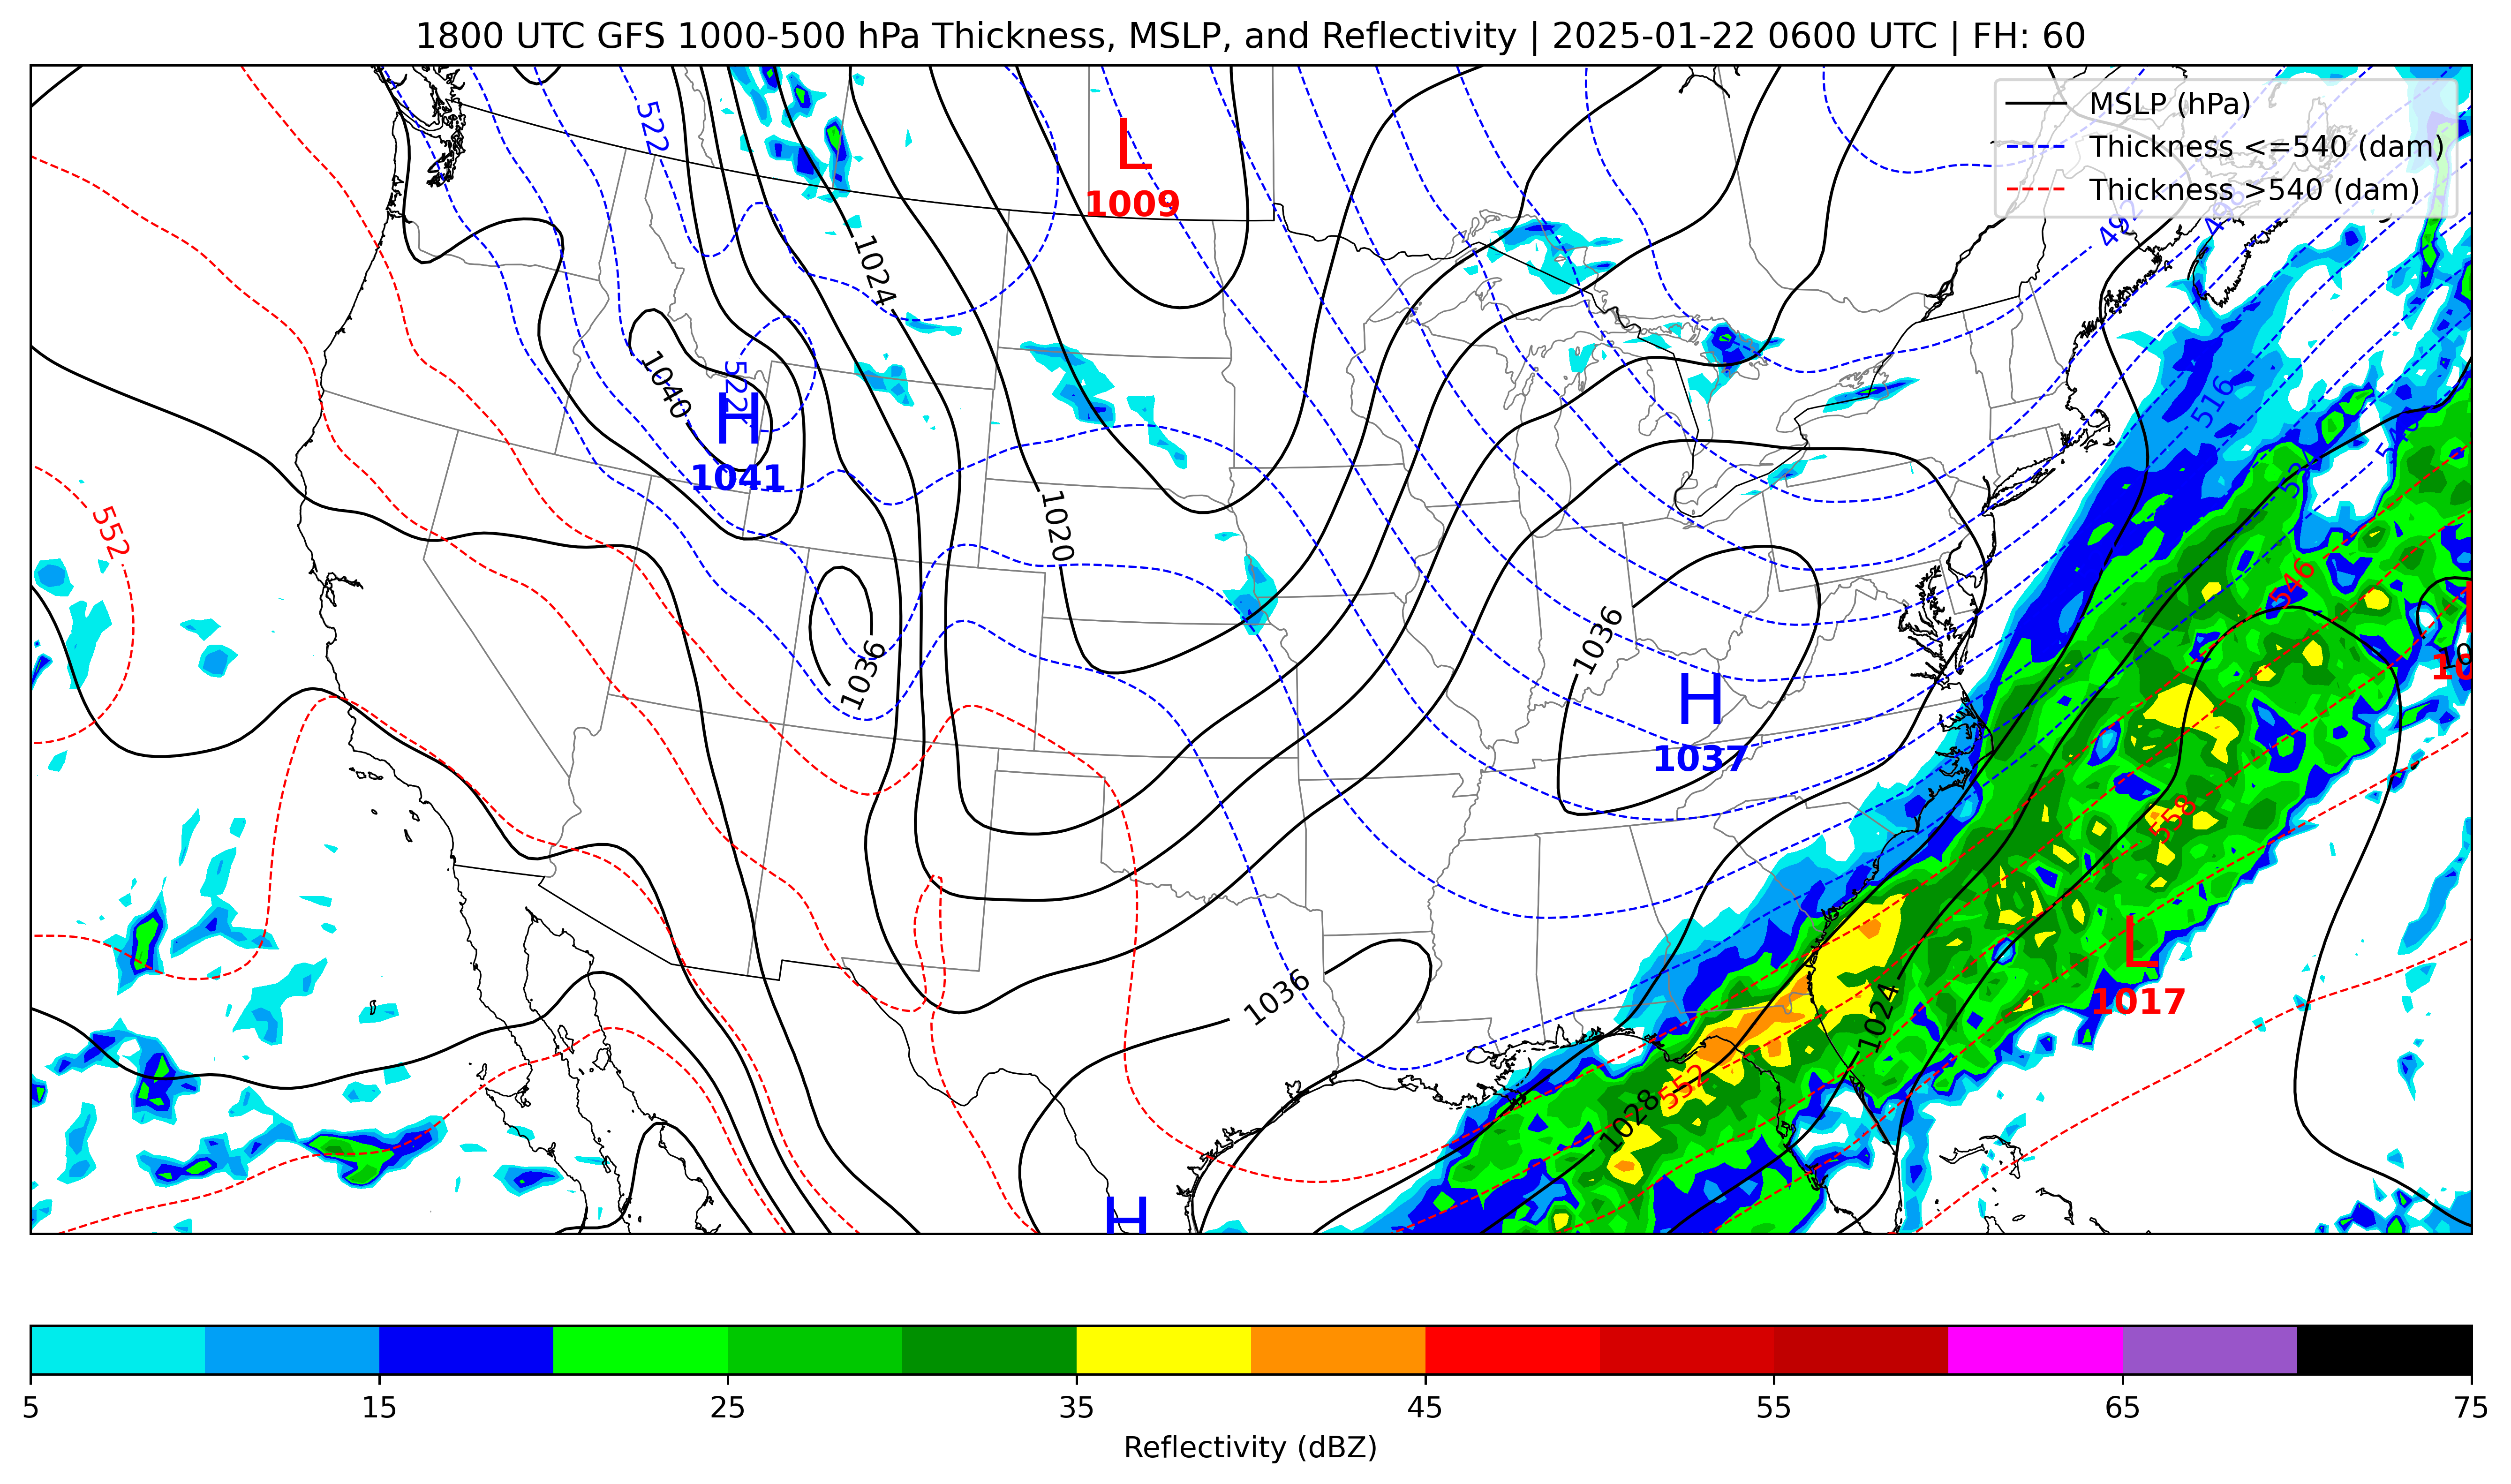 1800 UTC GFS 1000-500 hPa Thickness, MSLP, and Reflectivity | 2025-01-22 0600 UTC | FH: 60
MSLP (hPa)
Thickness <=540 (dam)
Thickness >540 (dam)
522
L
1009
492
498
1024
1040
522
H
1041
516
552
1020
546
1036
1036
H
1037
558
L
1017
1036
1024
552
1028
H
5
15
25
35
45
55
65
75
Reflectivity (dBZ)